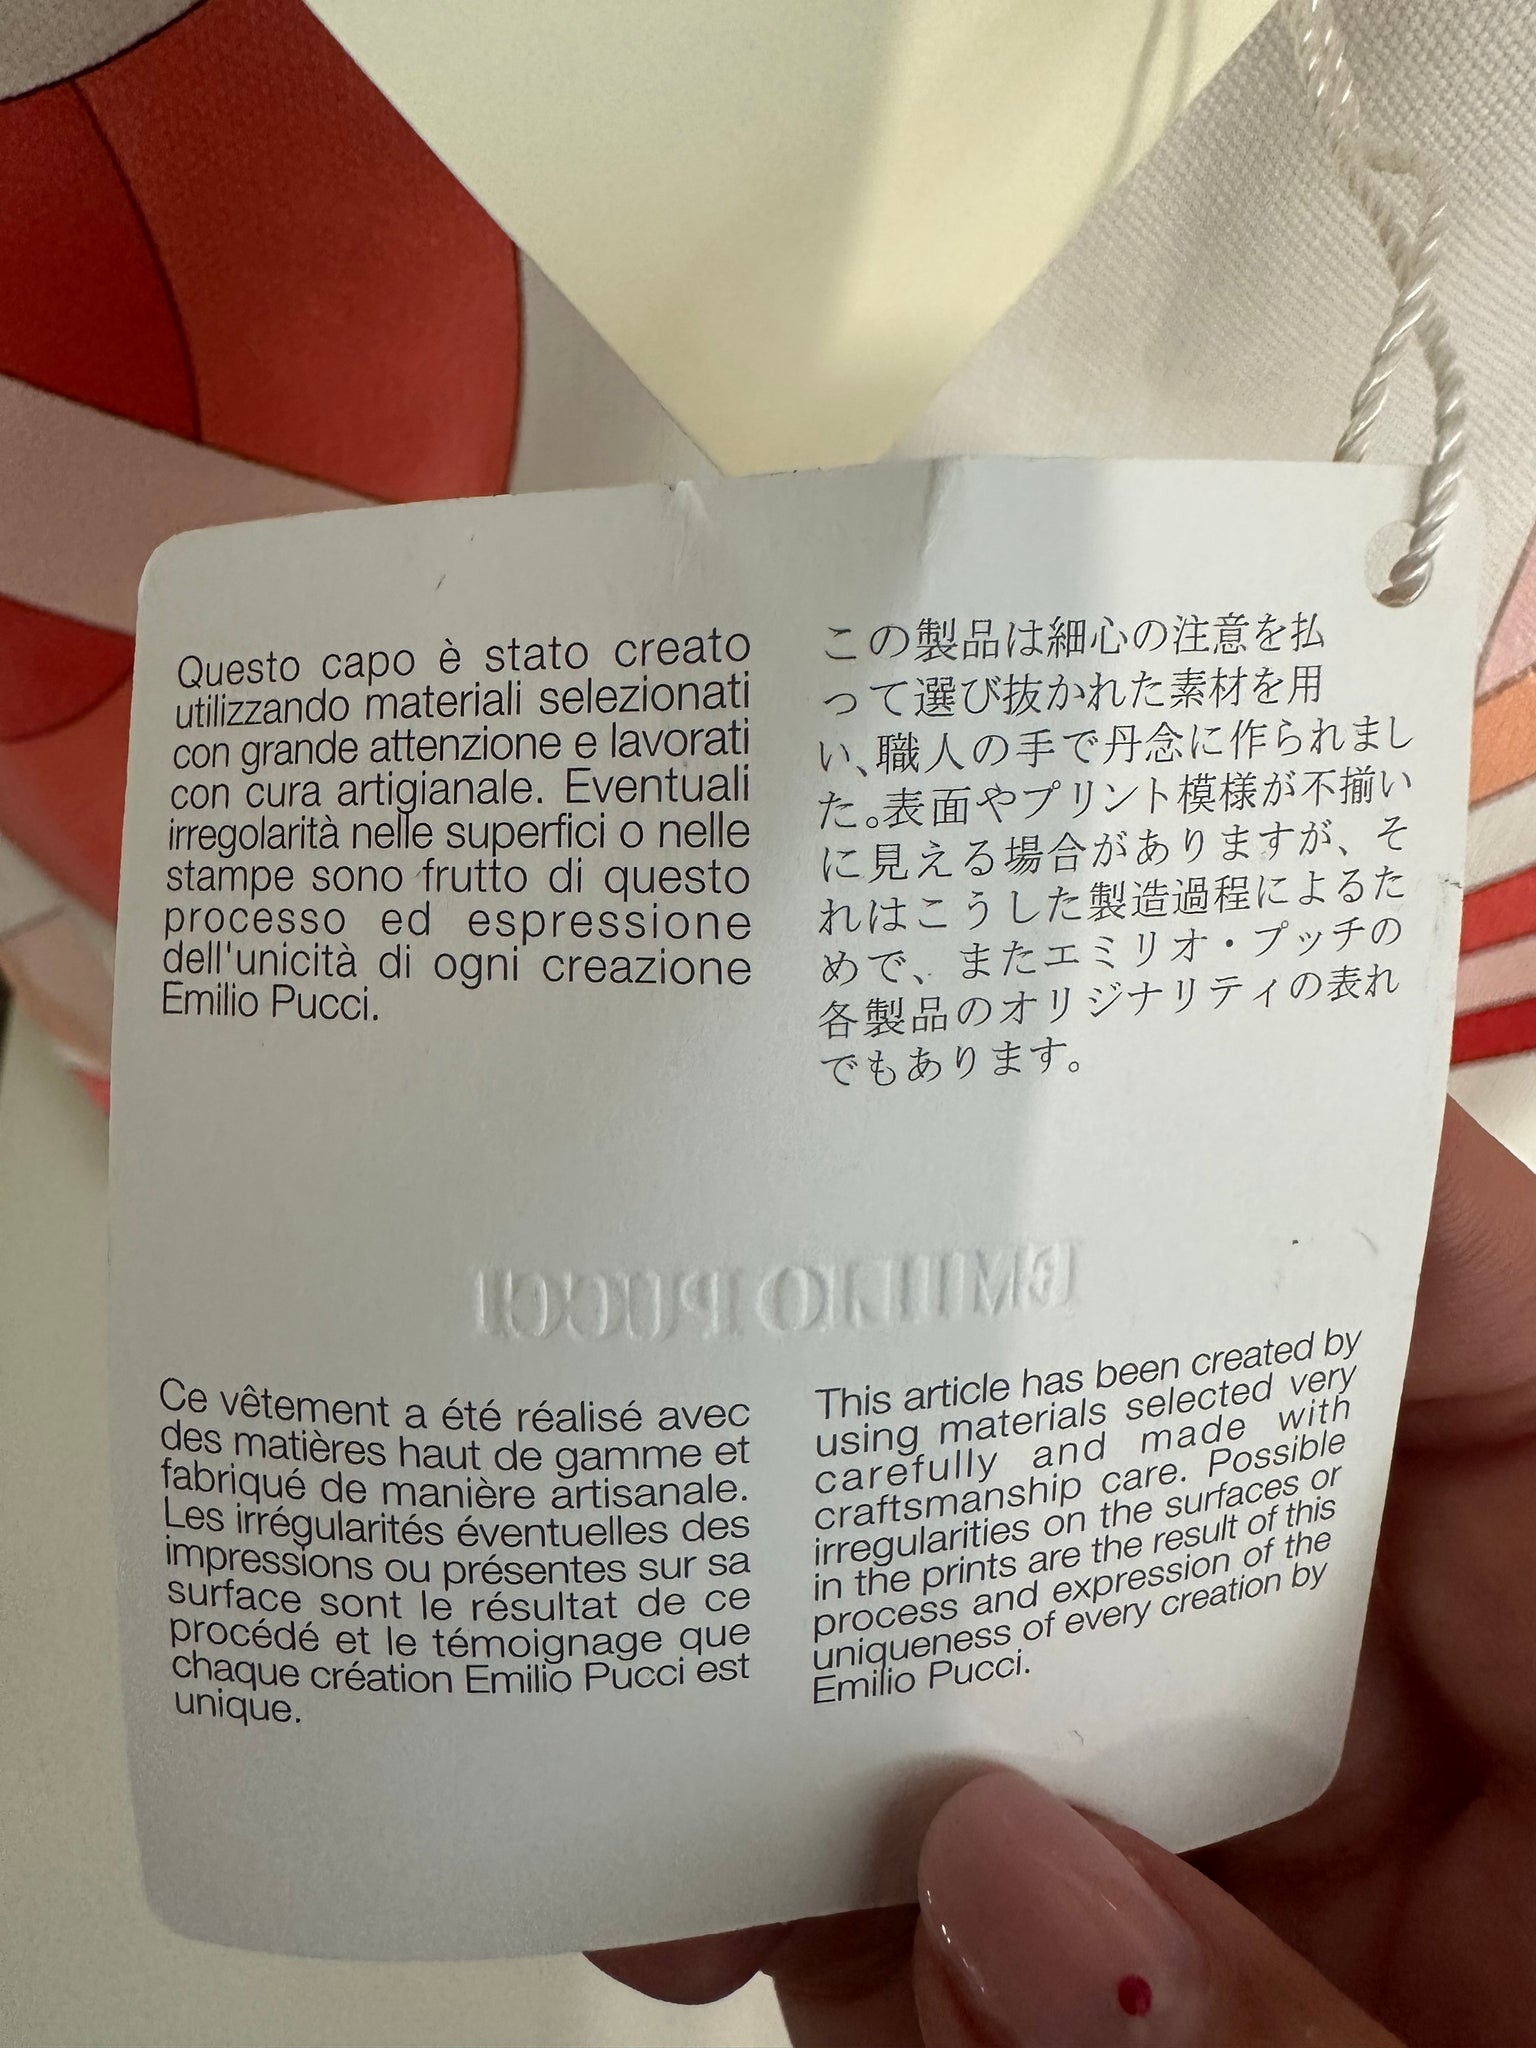 Questo capo è stato creato
utilizzando materiali selezionati
con grande attenzione e lavorati
con cura artigianale. Eventuali
irregolarità nelle superfici o nelle
stampe sono frutto di questo
processo ed espressione
dell'unicità di ogni creazione
Emilio Pucci.
この製品は細心の注意を払
って選び抜かれた素材を用
い、職人の手で丹念に作られまし
た。表面やプリント模様が不揃い
に見える場合がありますが、そ
れはこうした製造過程によるた
めで、またエミリオ・プッチの
各製品のオリジナリティの表れ
でもあります。
EMILIO PUCCI
Ce vêtement a été réalisé avec
des matières haut de gamme et
fabriqué de manière artisanale.
Les irrégularités éventuelles des
impressions ou présentes sur sa
surface sont le résultat de ce
procédé et le témoignage que
chaque création Emilio Pucci est
unique.
This article has been created by
using materials selected very
carefully and made with
craftsmanship care. Possible
irregularities on the surfaces or
in the prints are the result of this
process and expression of the
uniqueness of every creation by
Emilio Pucci.